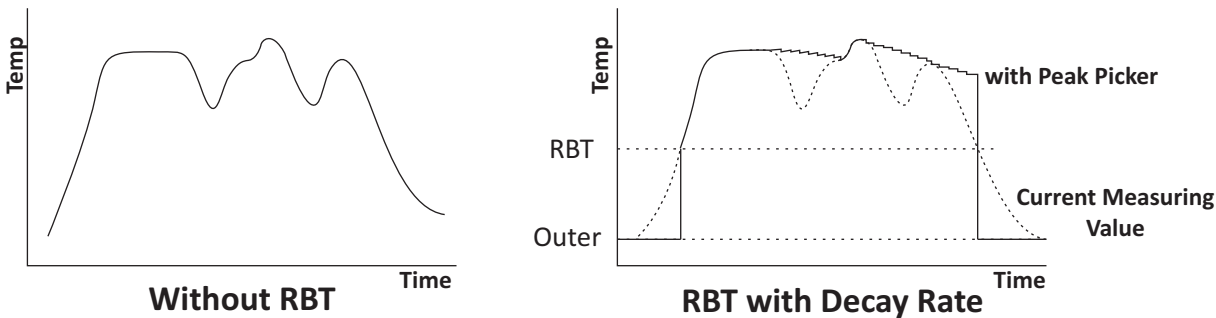 Temp
Time
Without RBT
Temp
with Peak Picker
RBT
Current Measuring
Value
Outer
Time
RBT with Decay Rate